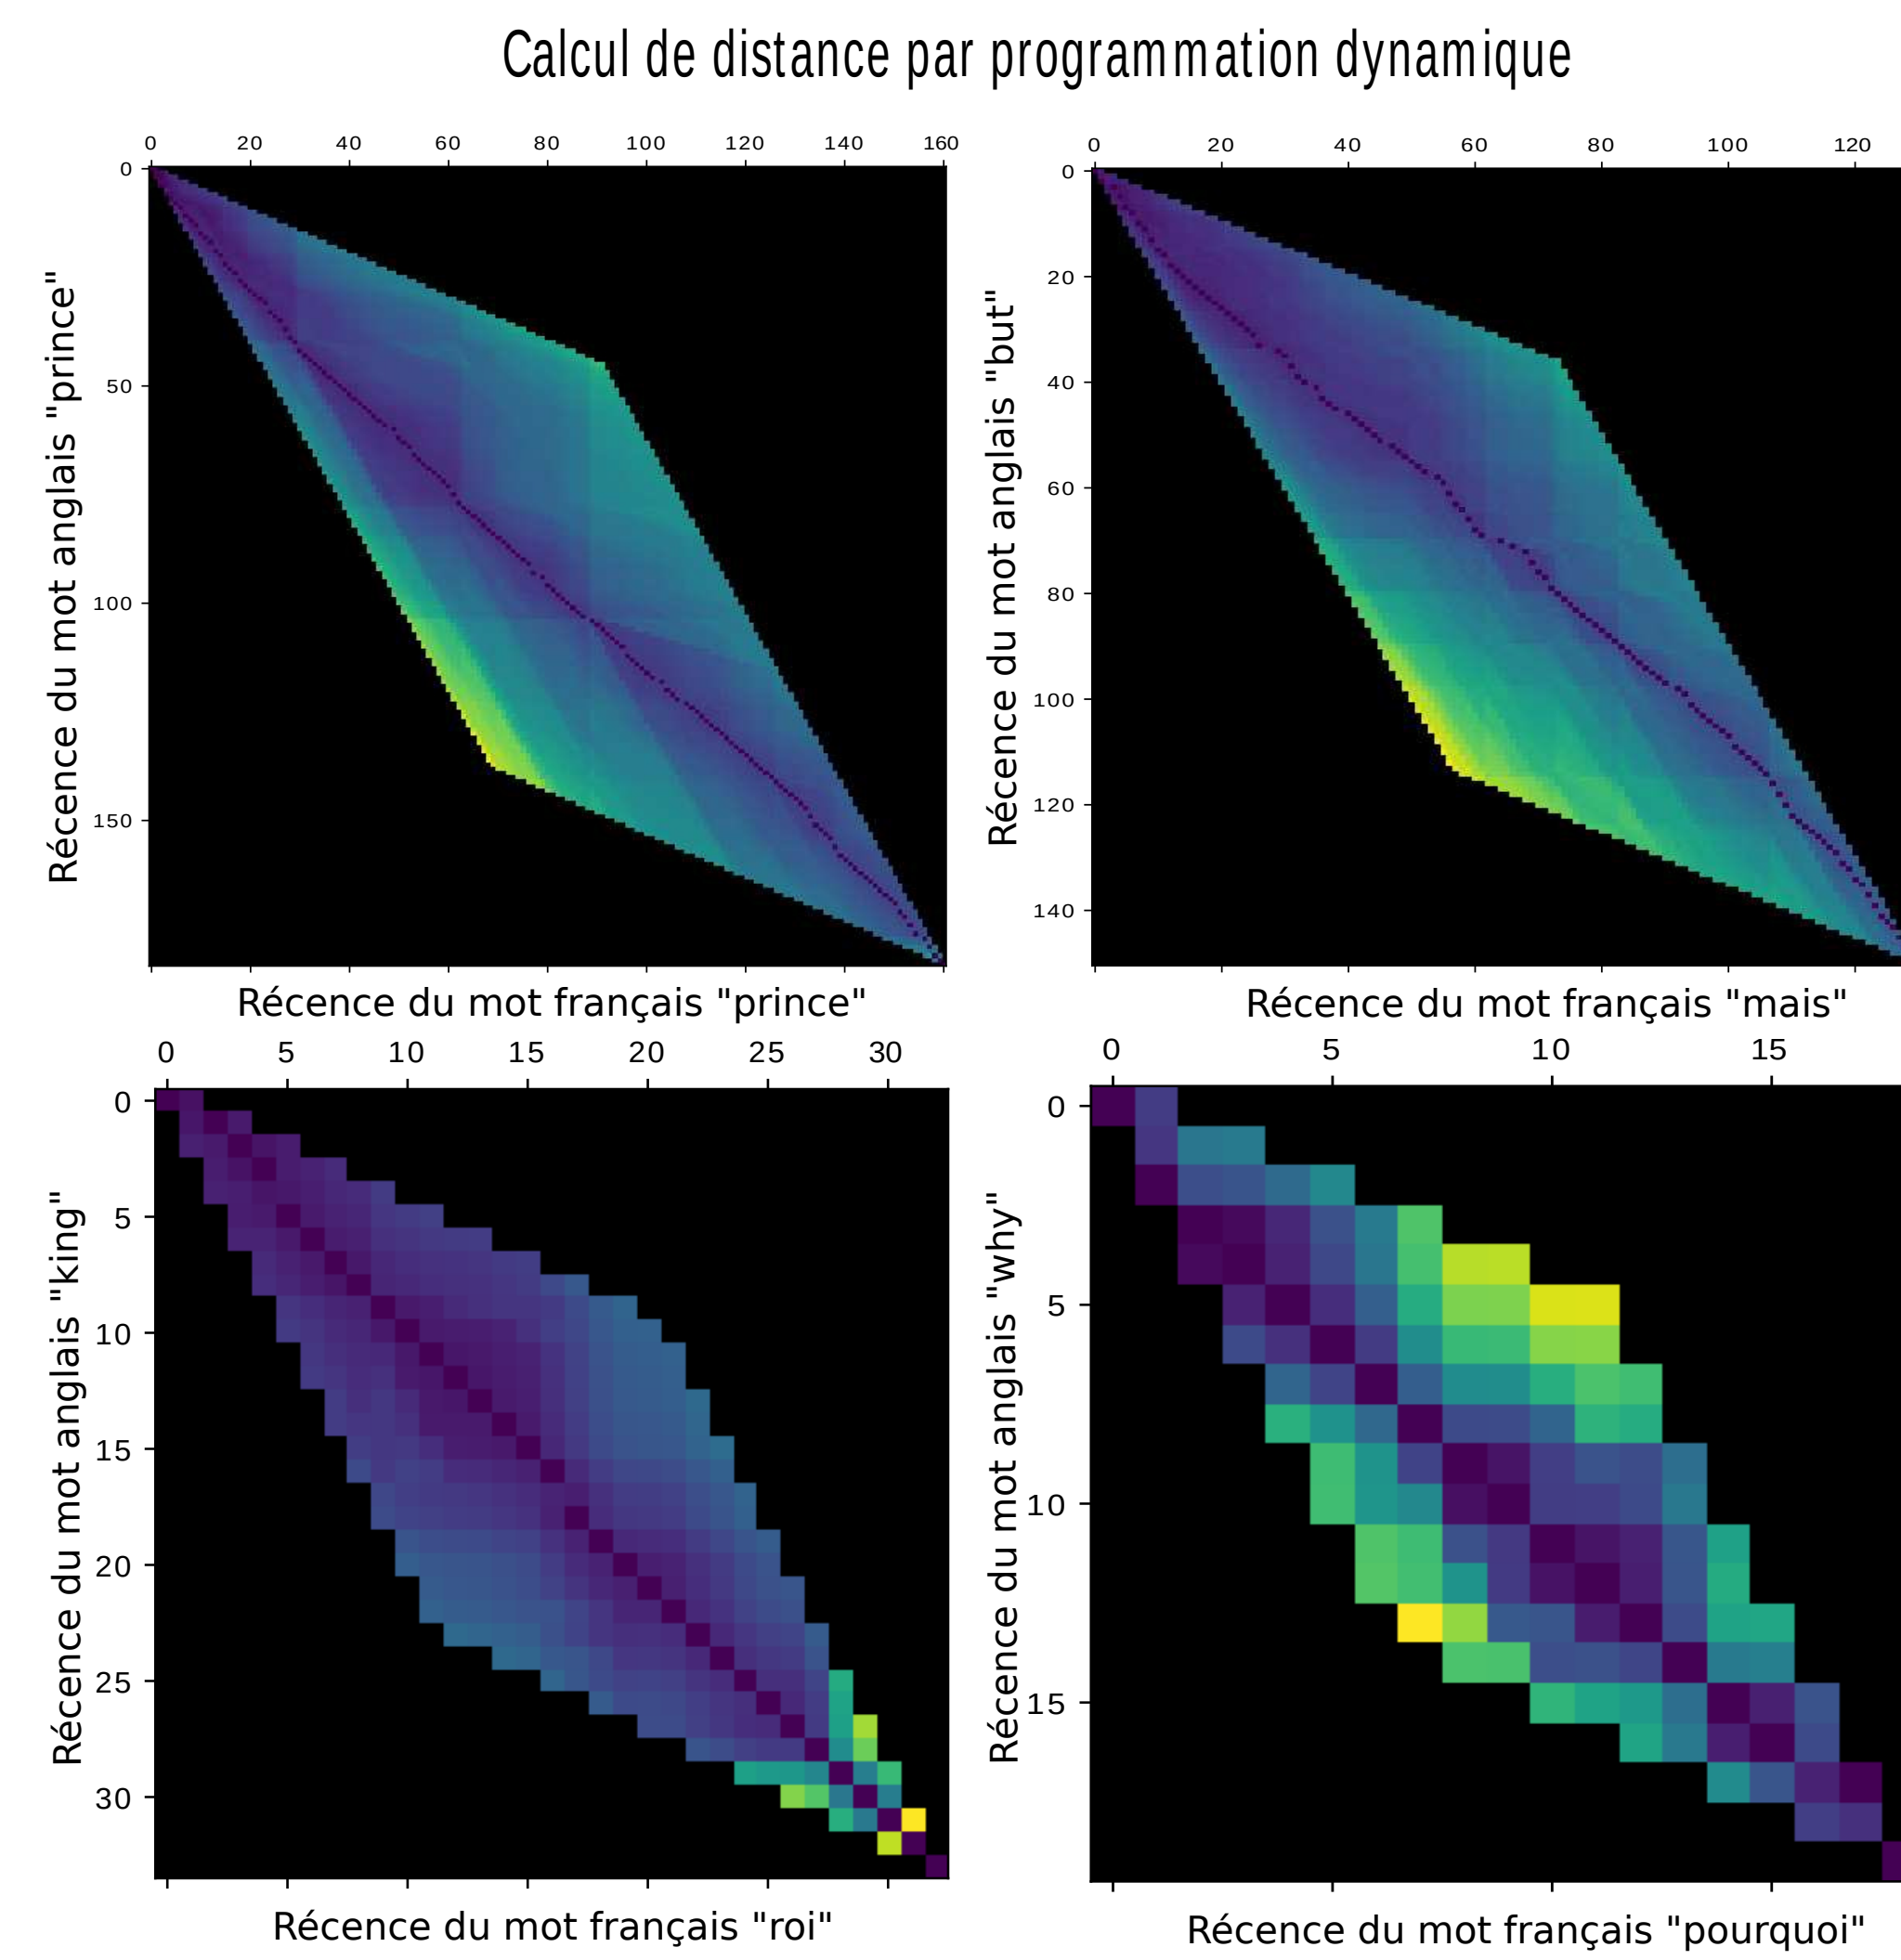 Calcul de distance par programmation dynamique
0 20 40 60 80 100 120 140 160
0
50
100
150
Récence du mot anglais "prince"
Récence du mot français "prince"
0 20 40 60 80 100 120
0
20
40
60
80
100
120
140
Récence du mot anglais "but"
Récence du mot français "mais"
0 5 10 15 20 25 30
0
5
10
15
20
25
30
Récence du mot anglais "king"
Récence du mot français "roi"
0 5 10 15
0
5
10
15
Récence du mot anglais "why"
Récence du mot français "pourquoi"